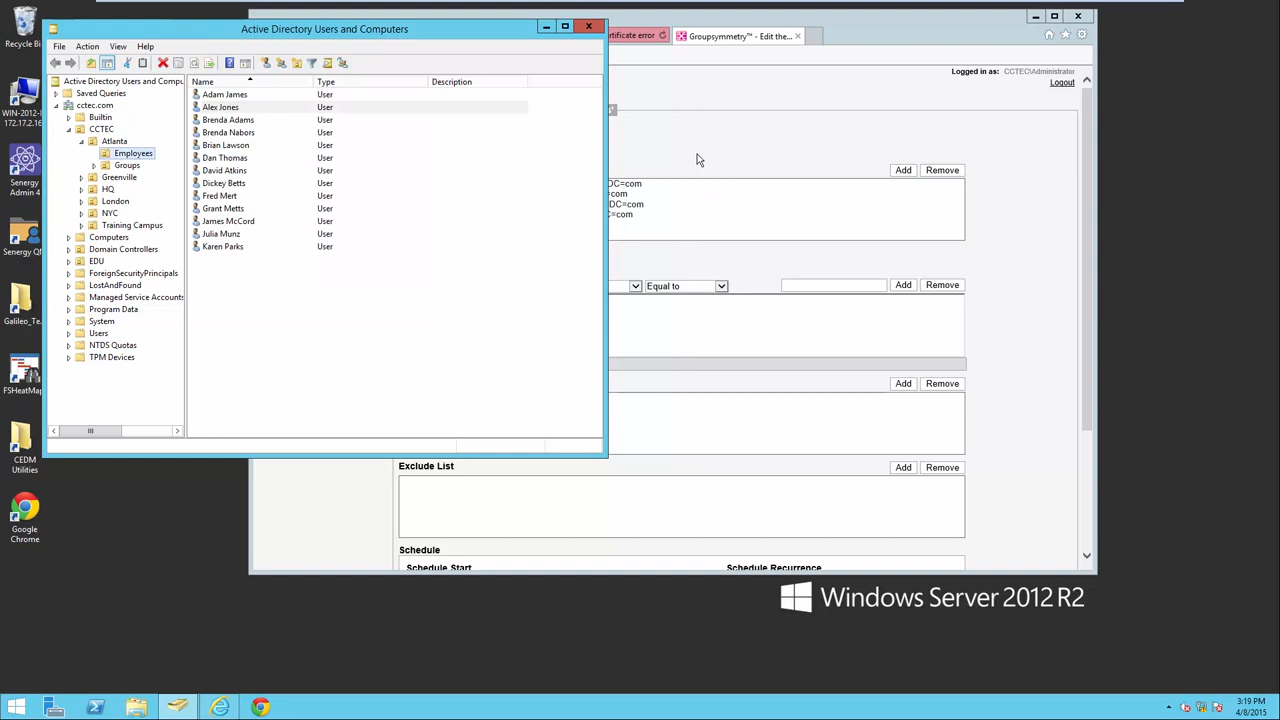 Recycle Bin
WIN-2012-
172.17.2.16
Senergy
Admin 4
Senergy Q
Galileo_Te
FSHeatMa
CEDM
Utilities
Google
Chrome
Active Directory Users and Computers
File Action View Help
Active Directory Users and Compu
Saved Queries
cctec.com
Builtin
CCTEC
Atlanta
Employees
Groups
Greenville
HQ
London
NYC
Training Campus
Computers
Domain Controllers
EDU
ForeignSecurityPrincipals
LostAndFound
Managed Service Accounts
Program Data
System
Users
NTDS Quotas
TPM Devices
Name Type Description
Adam James User
Alex Jones User
Brenda Adams User
Brenda Nabors User
Brian Lawson User
Dan Thomas User
David Atkins User
Dickey Betts User
Fred Mert User
Grant Metts User
James McCord User
Julia Munz User
Karen Parks User
rtificate error
Groupsymmetry™ - Edit the...
Logged in as: CCTEC\Administrator
Logout
Add Remove
DC=com
=com
DC=com
C=com
Equal to Add Remove
Add Remove
Exclude List Add Remove
Schedule
Schedule Start Schedule Recurrence
Windows Server 2012 R2
3:19 PM
4/8/2015